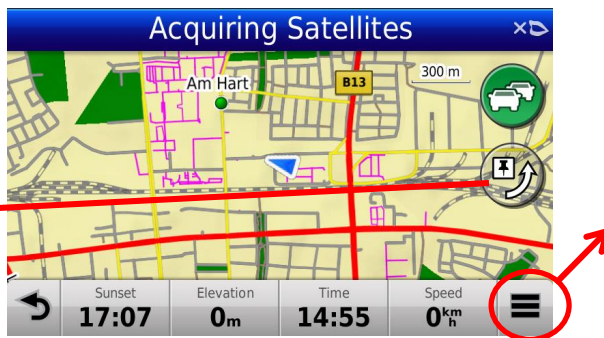 Acquiring Satellites
300 m
Am Hart
B13
Sunset Elevation Time Speed
17:07 0m 14:55 0km/h